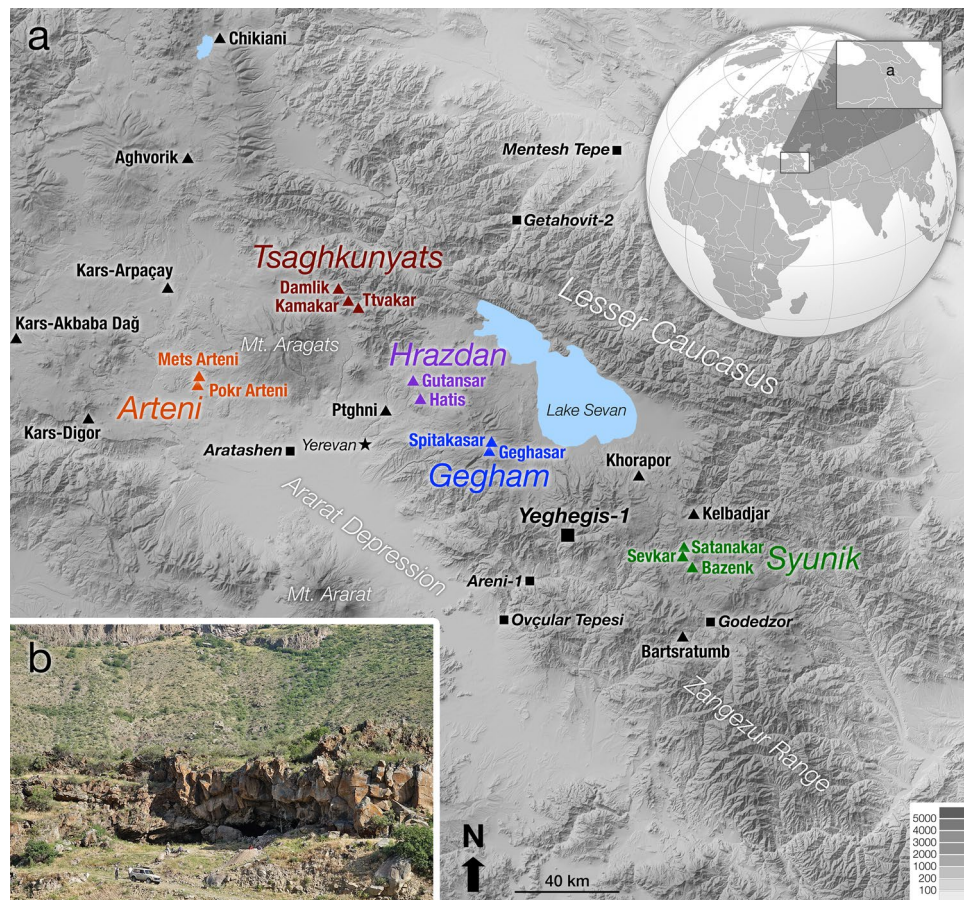 a
Chikiani
a
Aghvorik
Mentesh Tepe
Getahovit-2
Tsaghkunyats
Kars-Arpaçay
Damlik
Kamakar
Ttvakar
Lesser Caucasus
Kars-Akbaba Dağ
Mt. Aragats
Mets Arteni
Pokr Arteni
Arteni
Hrazdan
Gutansar
Hatis
Kars-Digor
Ptghni
Lake Sevan
Aratashen
Yerevan
Spitakasar
Geghasar
Gegham
Khorapor
Ararat Depression
Yeghegis-1
Kelbadjar
Satanakar
Sevkar
Bazenk
Syunik
Areni-1
Mt. Ararat
Ovçular Tepesi
Godedzor
Bartsratumb
Zangezur Range
b
N
40 km
5000
4000
3000
2000
1000
200
100